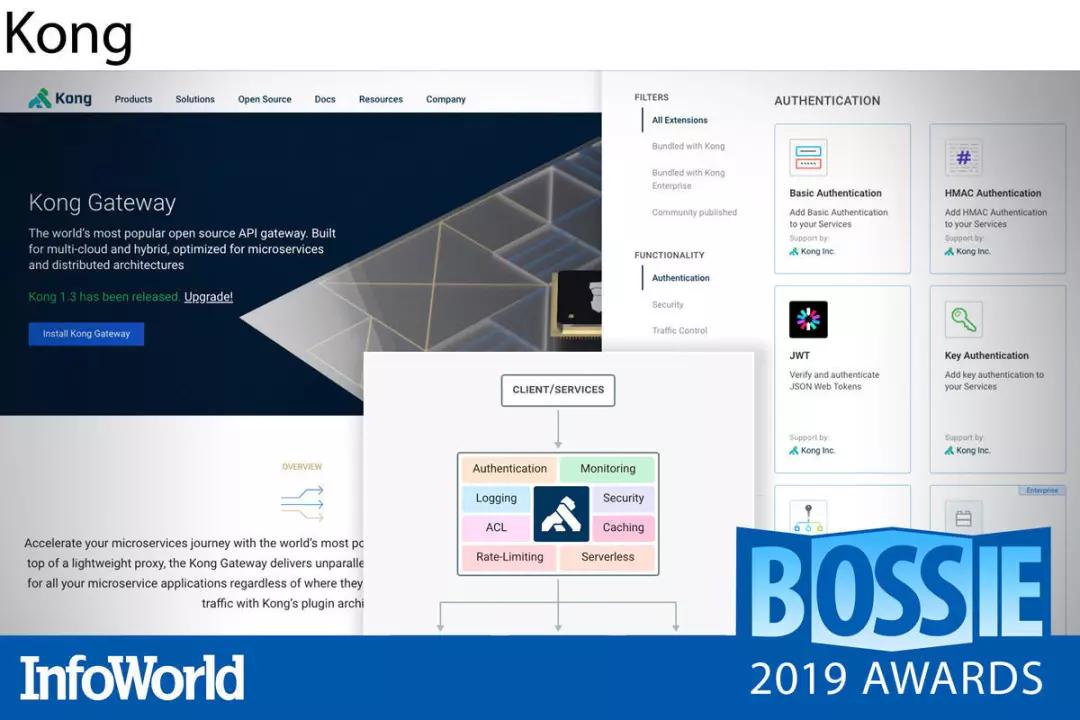 Kong
Kong
Products
Solutions
Open Source
Docs
Resources
Company
Kong Gateway
The world's most popular open source API gateway. Built
for multi-cloud and hybrid, optimized for microservices
and distributed architectures
Kong 1.3 has been released. Upgrade!
Install Kong Gateway
OVERVIEW
Accelerate your microservices journey with the world's most
top of a lightweight proxy, the Kong Gateway delivers
for all your microservice applications regardless of where they
traffic with Kong's plugin
FILTERS
All Extensions
Bundled with Kong
Bundled with Kong
Enterprise
Community published
FUNCTIONALITY
Authentication
Security
Traffic Control
AUTHENTICATION
Basic Authentication
Add Basic Authentication
to your Services
Support by:
Kong Inc.
HMAC Authentication
Add HMAC Authentication
to your Services
Support by:
Kong Inc.
JWT
Verify and authenticate
JSON Web Tokens
Support by:
Kong Inc.
Key Authentication
Add key authentication to
your Services
Support by:
Kong Inc.
Enterprise
CLIENT/SERVICES
Authentication
Monitoring
Logging
Security
ACL
Caching
Rate-Limiting
Serverless
InfoWorld
BOSSIE
2019 AWARDS